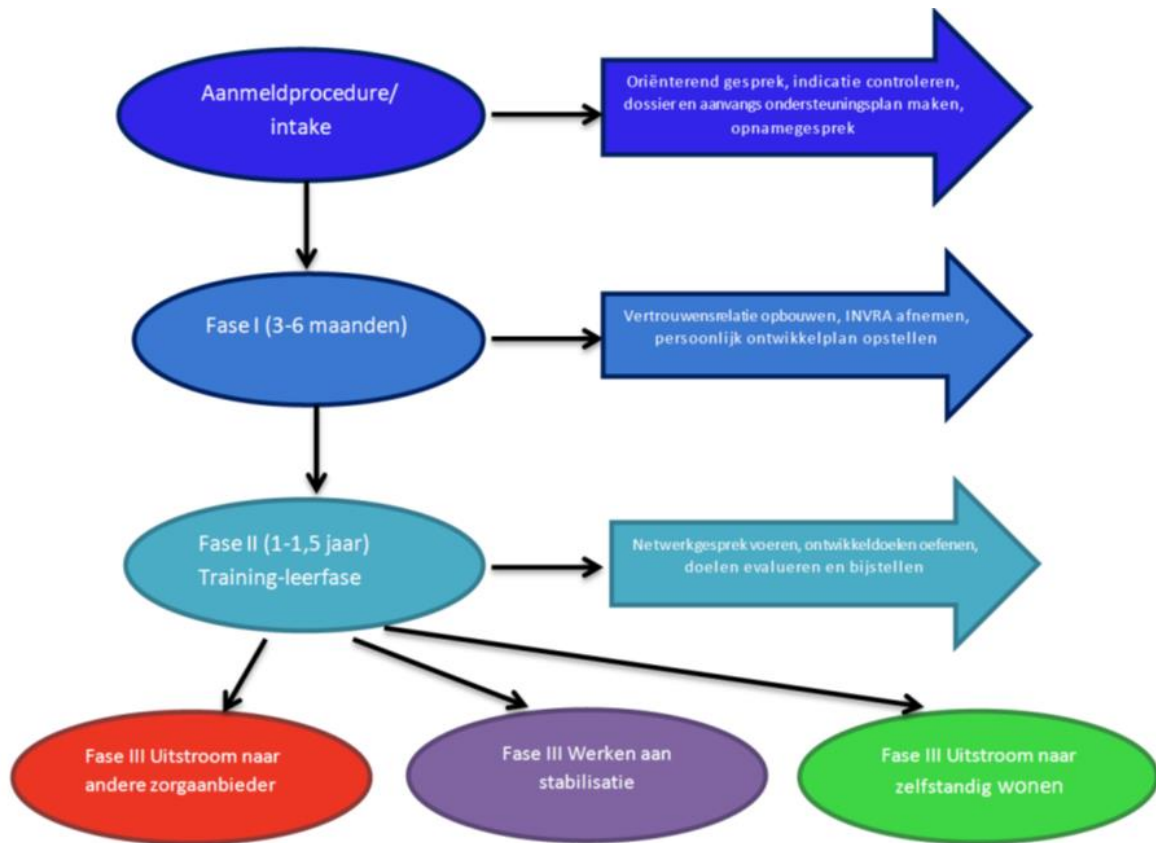 Aanmeldprocedure/
intake
Oriënterend gesprek, indicatie controleren,
dossier en aanvangs ondersteuningsplan maken,
opnamegesprek
Fase I (3-6 maanden)
Vertrouwensrelatie opbouwen, INVRA afnemen,
persoonlijk ontwikkelplan opstellen
Fase II (1-1,5 jaar)
Training-leerfase
Netwerkgesprek voeren, ontwikkeldoelen oefenen,
doelen evalueren en bijstellen
Fase III Uitstroom naar
andere zorgaanbieder
Fase III Werken aan
stabilisatie
Fase III Uitstroom naar
zelfstandig wonen